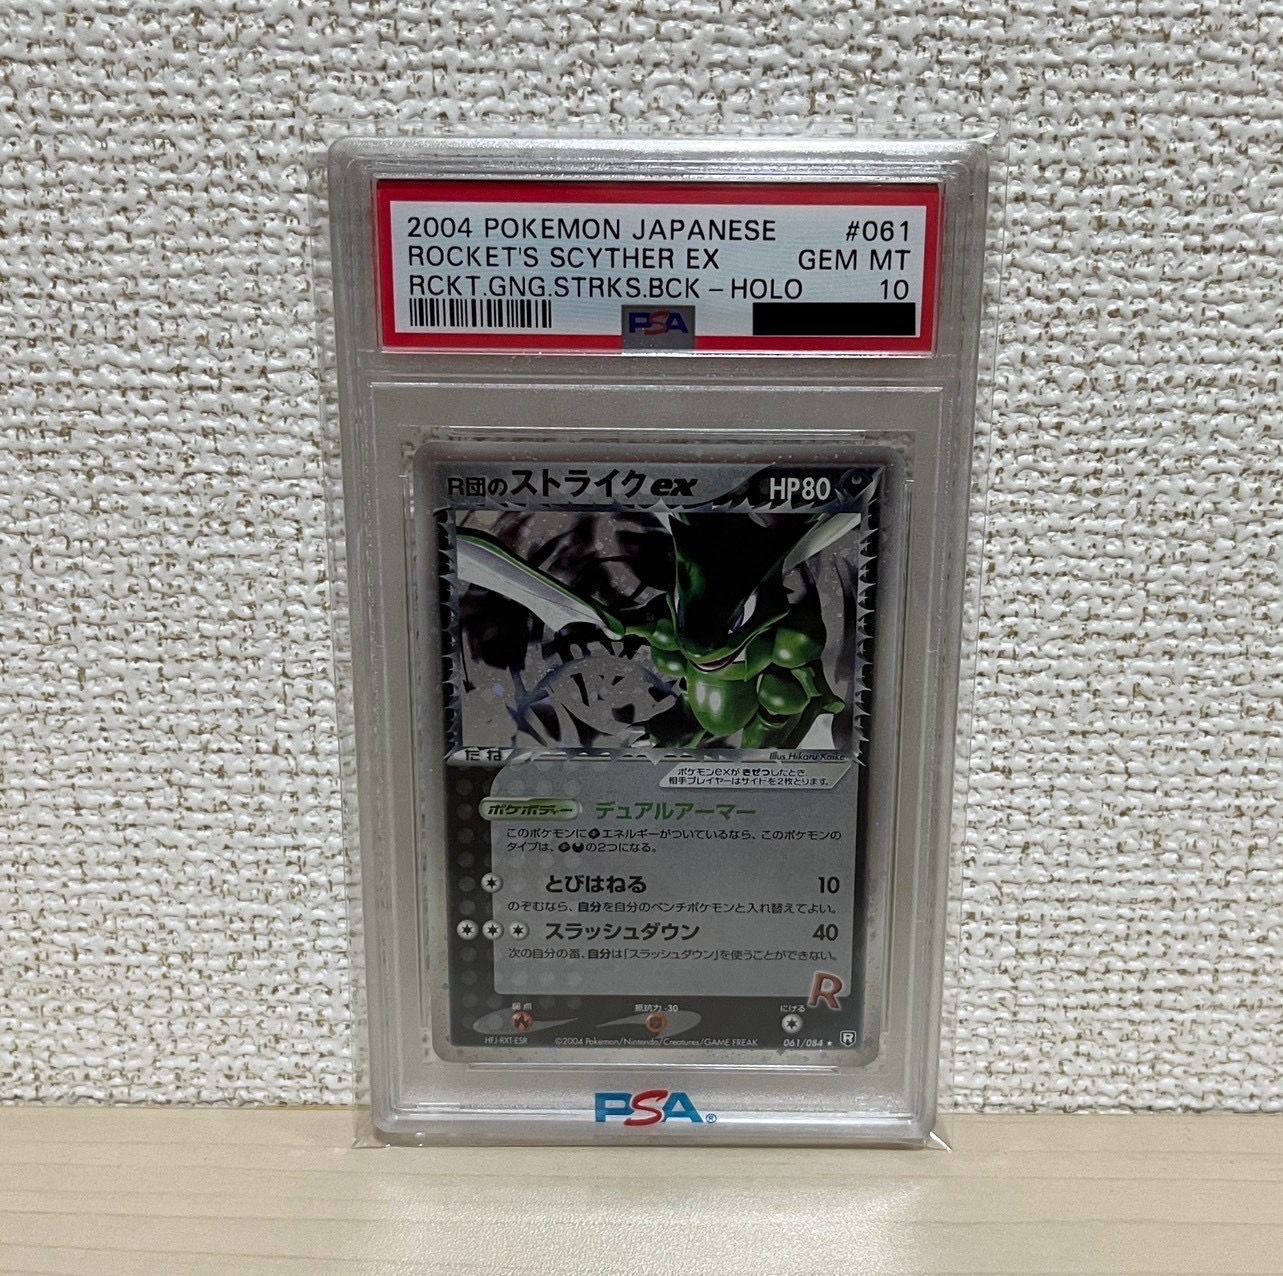 2004 POKEMON JAPANESE #061
ROCKET'S SCYTHER EX GEM MT
RCKT.GNG.STRKS.BCK – HOLO 10
PSA
R団のストライクex HP80
たね
Illus. Hikaru Koike
ポケモンexがきぜつしたとき、
相手プレイヤーはサイドを2枚とります。
ポケボディー デュアルアーマー
このポケモンにエネルギーがついているなら、このポケモンの
タイプは、の2つになる。
とびはねる 10
のぞむなら、自分を自分のベンチポケモンと入れ替えてよい。
スラッシュダウン 40
次の自分の番、自分は「スラッシュダウン」を使うことができない。
R
弱点 抵抗力 -30 にげる
HFJ-RXT-ESR ©2004 Pokémon/Nintendo/Creatures/GAME FREAK 061/084 ★ R
PSA®